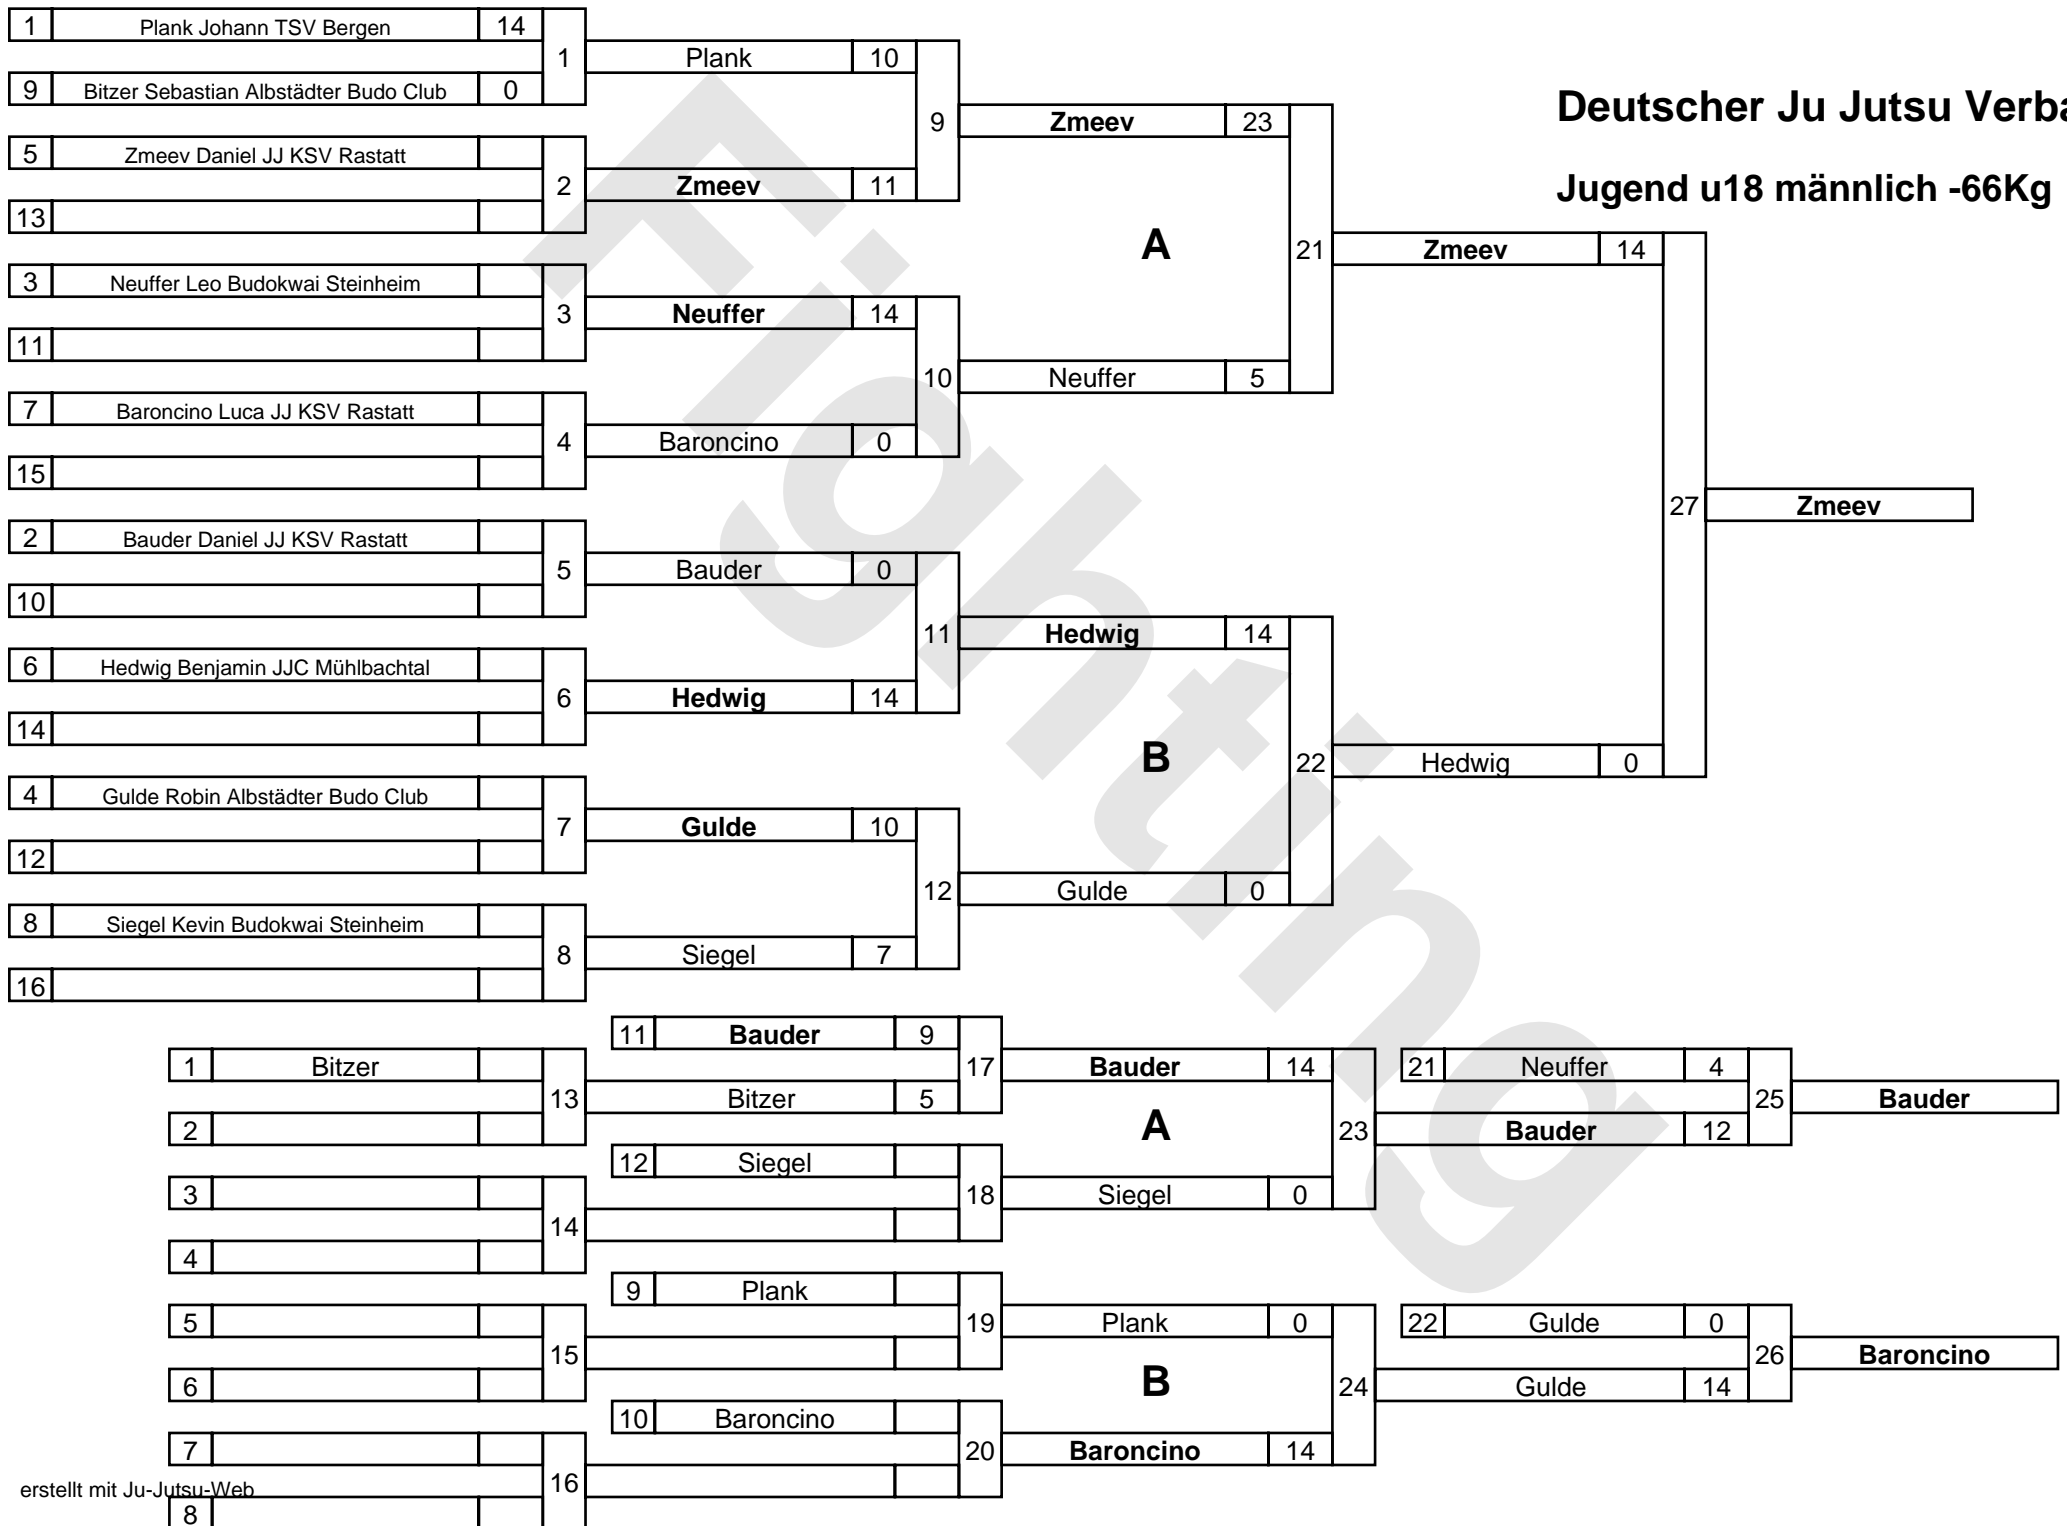 1 Plank Johann TSV Bergen 14
1 Plank 10
9 Bitzer Sebastian Albstädter Budo Club 0
Deutscher Ju Jutsu Verba
9 Zmeev 23
5 Zmeev Daniel JJ KSV Rastatt
2 Zmeev 11
Jugend u18 männlich -66Kg
13
A 21 Zmeev 14
3 Neuffer Leo Budokwai Steinheim
3 Neuffer 14
11
10 Neuffer 5
7 Baroncino Luca JJ KSV Rastatt
4 Baroncino 0
15
27 Zmeev
2 Bauder Daniel JJ KSV Rastatt
5 Bauder 0
10
11 Hedwig 14
6 Hedwig Benjamin JJC Mühlbachtal
6 Hedwig 14
14
B 22 Hedwig 0
4 Gulde Robin Albstädter Budo Club
7 Gulde 10
12
12 Gulde 0
8 Siegel Kevin Budokwai Steinheim
8 Siegel 7
16
11 Bauder 9
1 Bitzer 17 Bauder 14 21 Neuffer 4
13 Bitzer 5 25 Bauder
2 A 23 Bauder 12
12 Siegel
3 18 Siegel 0
14
4
9 Plank
5 19 Plank 0 22 Gulde 0
15 26 Baroncino
6 B 24 Gulde 14
10 Baroncino
7 20 Baroncino 14
16
erstellt mit Ju-Jutsu-Web
8
Fighting